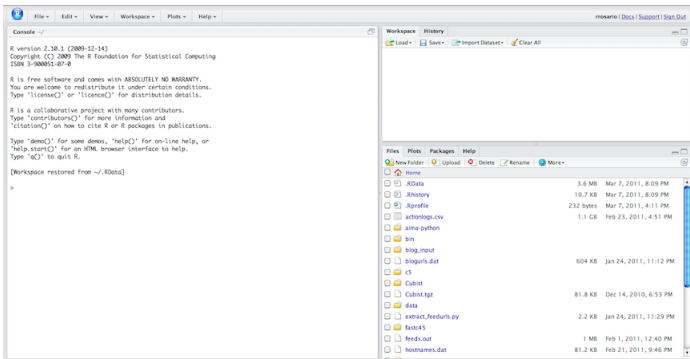 File Edit View Workspace Plots Help
rosario | Docs | Support | Sign Out
Console ~/
R version 2.10.1 (2009-12-14)
Copyright (C) 2009 The R Foundation for Statistical Computing
ISBN 3-900051-07-0
R is free software and comes with ABSOLUTELY NO WARRANTY.
You are welcome to redistribute it under certain conditions.
Type 'license()' or 'licence()' for distribution details.
R is a collaborative project with many contributors.
Type 'contributors()' for more information and
'citation()' on how to cite R or R packages in publications.
Type 'demo()' for some demos, 'help()' for on-line help, or
'help.start()' for an HTML browser interface to help.
Type 'q()' to quit R.
[Workspace restored from ~/.RData]
>
Workspace History
Load Save Import Dataset Clear All
Files Plots Packages Help
New Folder Upload Delete Rename More
Home
.RData 3.6 MB Mar 7, 2011, 8:09 PM
.Rhistory 10.7 KB Mar 7, 2011, 8:09 PM
.Rprofile 232 bytes Mar 7, 2011, 4:11 PM
actionlogs.csv 1.1 GB Feb 23, 2011, 4:51 PM
aima-python
bin
blog_input
blogurls.dat 604 KB Jan 24, 2011, 11:12 PM
c5
Cubist
Cubist.tgz 81.8 KB Dec 14, 2010, 6:53 PM
data
extract_feedurls.py 2.2 KB Jan 24, 2011, 11:29 PM
fastc45
feeds.out 1 MB Feb 1, 2011, 12:40 PM
hostnames.dat 81.2 KB Feb 21, 2011, 9:46 PM